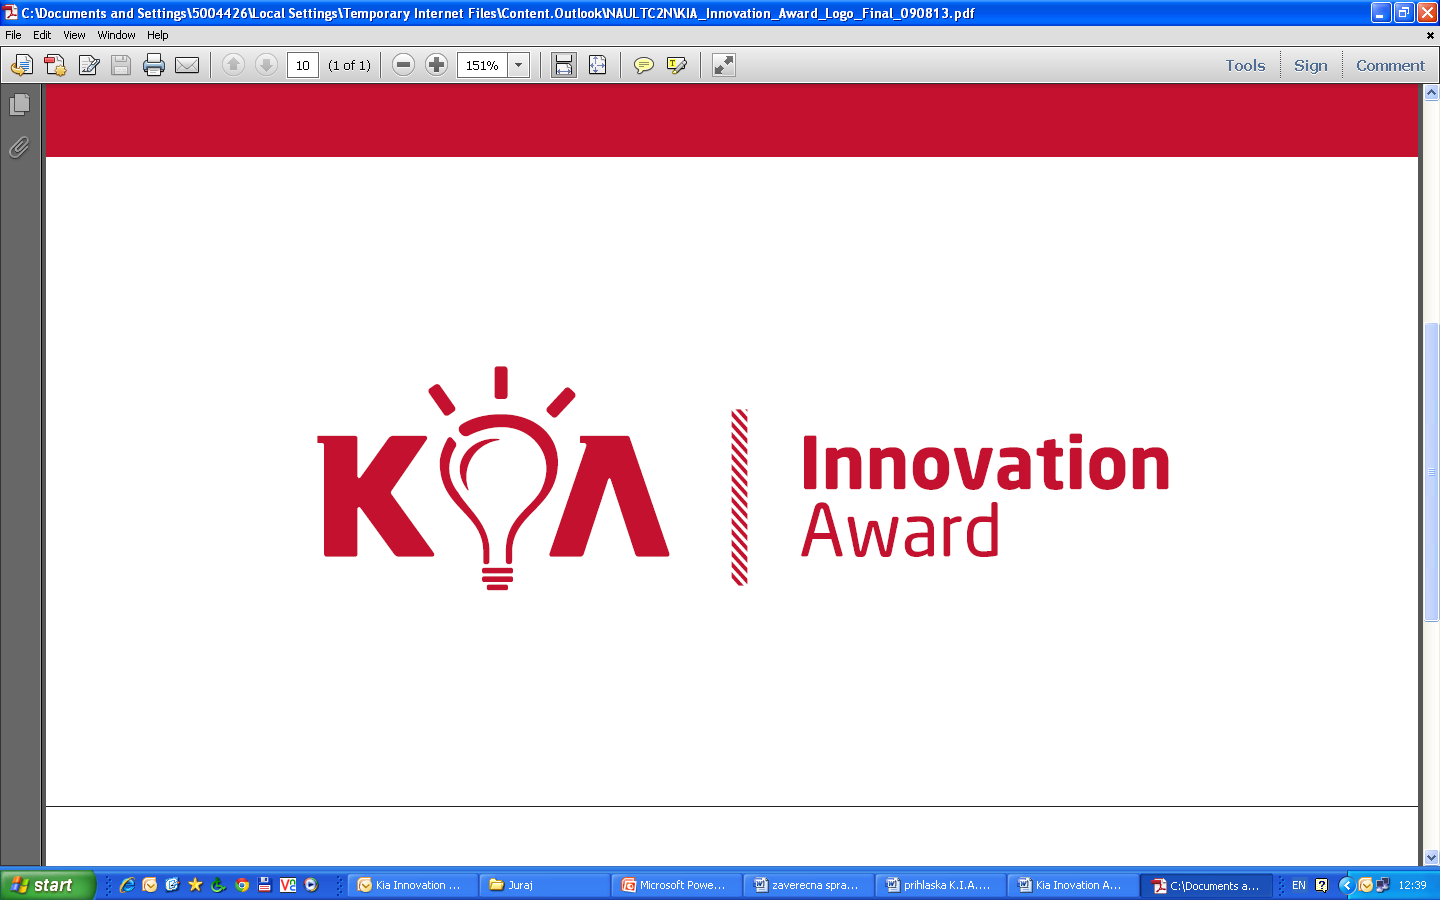 C:\Documents and Settings\5004426\Local Settings\Temporary Internet Files\Content.Outlook\NAULTC2N\KIA_Innovation_Award_Logo_Final_090813.pdf
File Edit View Window Help
10 (1 of 1) 151% Tools Sign Comment
KIA
Innovation
Award
start Kia Innovation ... Juraj Microsoft Powe... zaverecna spra... prihlaska K.I.A.... Kia Inovation A... C:\Documents a... EN 12:39